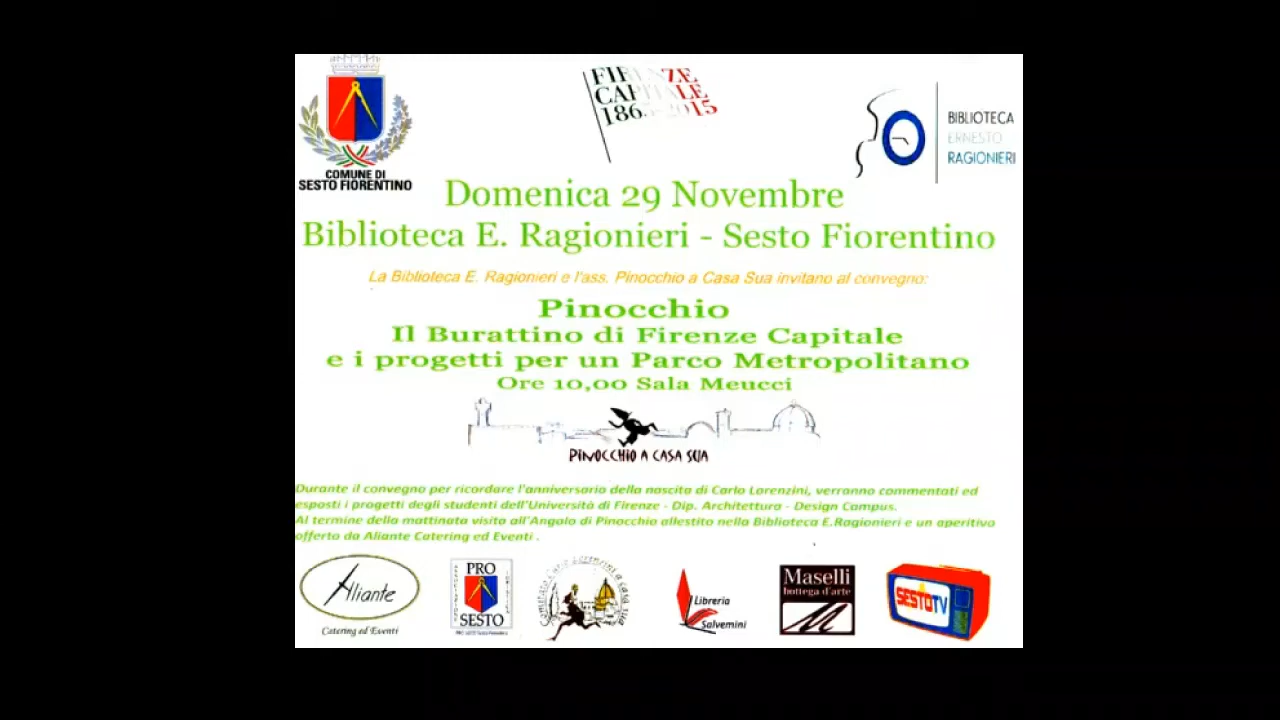 FIRENZE
CAPITALE
1865-2015
COMUNE DI
SESTO FIORENTINO
BIBLIOTECA
ERNESTO
RAGIONIERI
Domenica 29 Novembre
Biblioteca E. Ragionieri - Sesto Fiorentino
La Biblioteca E. Ragionieri e l'ass. Pinocchio a Casa Sua invitano al convegno:
Pinocchio
Il Burattino di Firenze Capitale
e i progetti per un Parco Metropolitano
Ore 10,00 Sala Meucci
PINOCCHIO A CASA SUA
Durante il convegno per ricordare l'anniversario della nascita di Carlo Lorenzini, verranno commentati ed
esposti i progetti degli studenti dell'Università di Firenze - Dip. Architettura - Design Campus.
Al termine della mattinata visita all'Angolo di Pinocchio allestito nella Biblioteca E.Ragionieri e un aperitivo
offerto da Aliante Catering ed Eventi .
Aliante
Catering ed Eventi
PRO
SESTO
Libreria
Salvemini
Maselli
bottega d'arte
SESTOTV